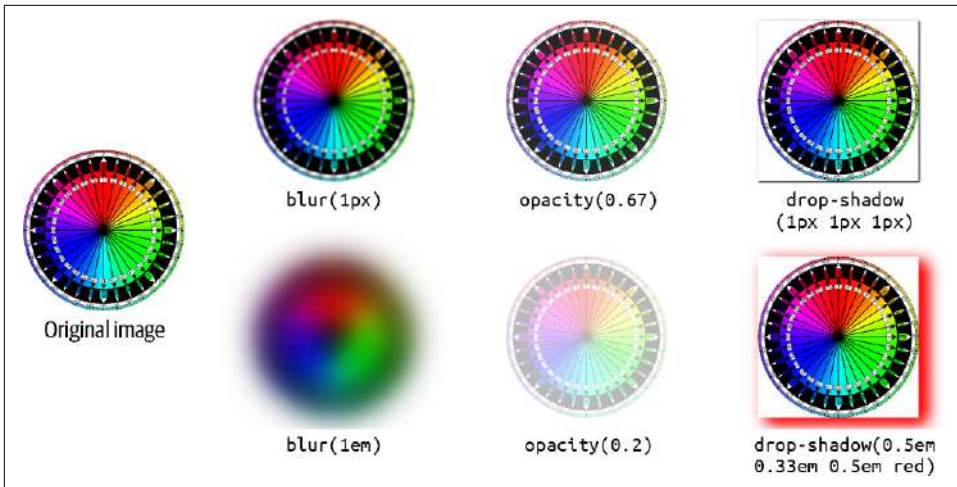 blur(1px)
opacity(0.67)
drop-shadow
(1px 1px 1px)
Original image
blur(1em)
opacity(0.2)
drop-shadow(0.5em
0.33em 0.5em red)